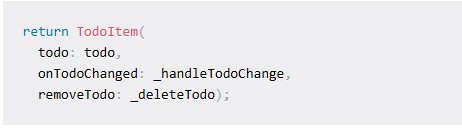 return TodoItem(
  todo: todo,
  onTodoChanged: _handleTodoChange,
  removeTodo: _deleteTodo);